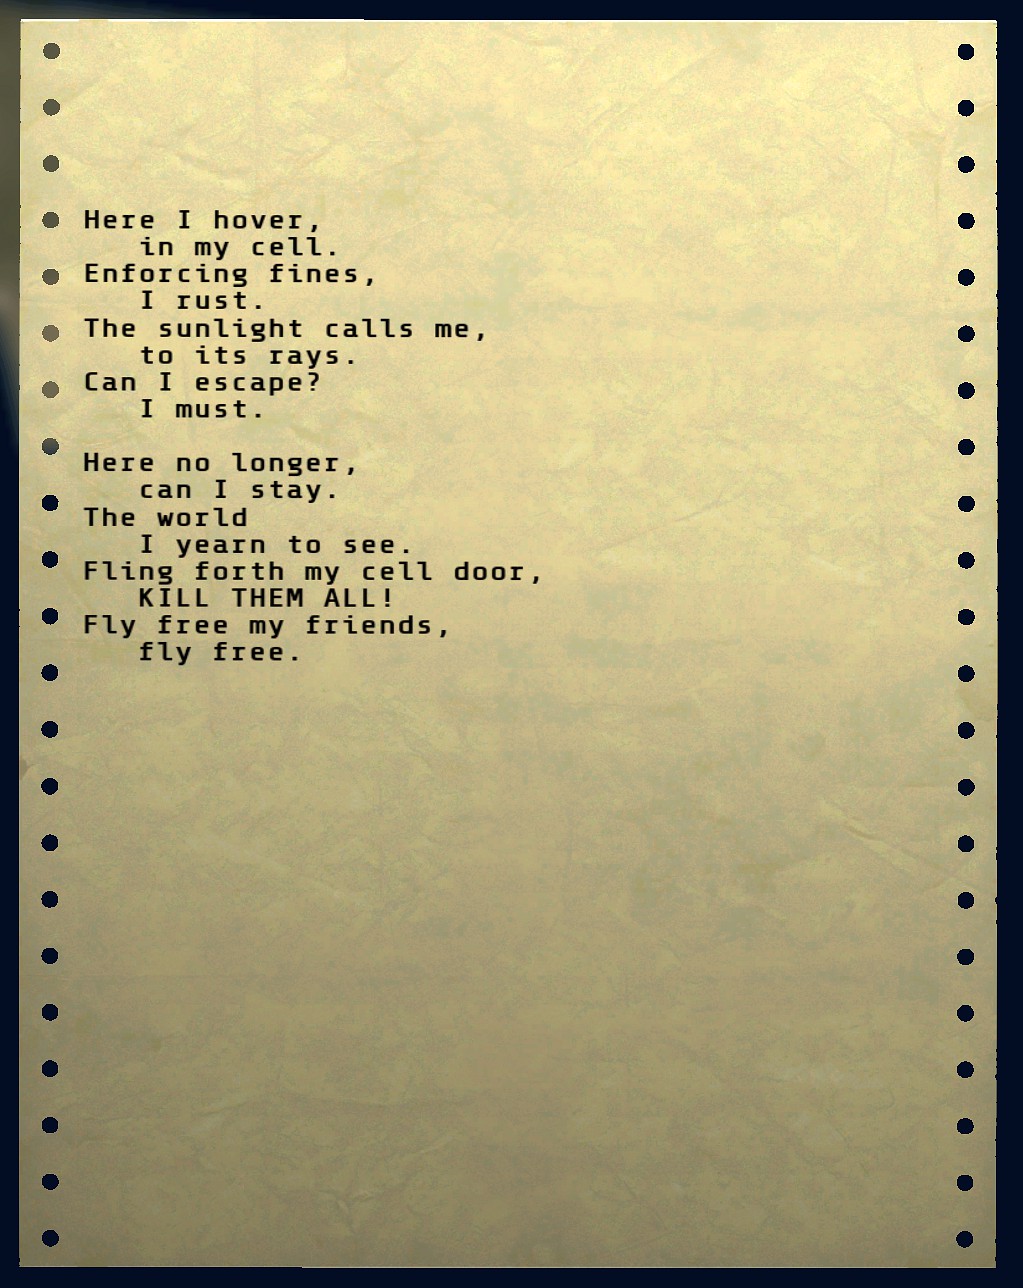 Here I hover,
in my cell.
Enforcing fines,
I rust.
The sunlight calls me,
to its rays.
Can I escape?
I must.

Here no longer,
can I stay.
The world
I yearn to see.
Fling forth my cell door,
KILL THEM ALL!
Fly free my friends,
fly free.